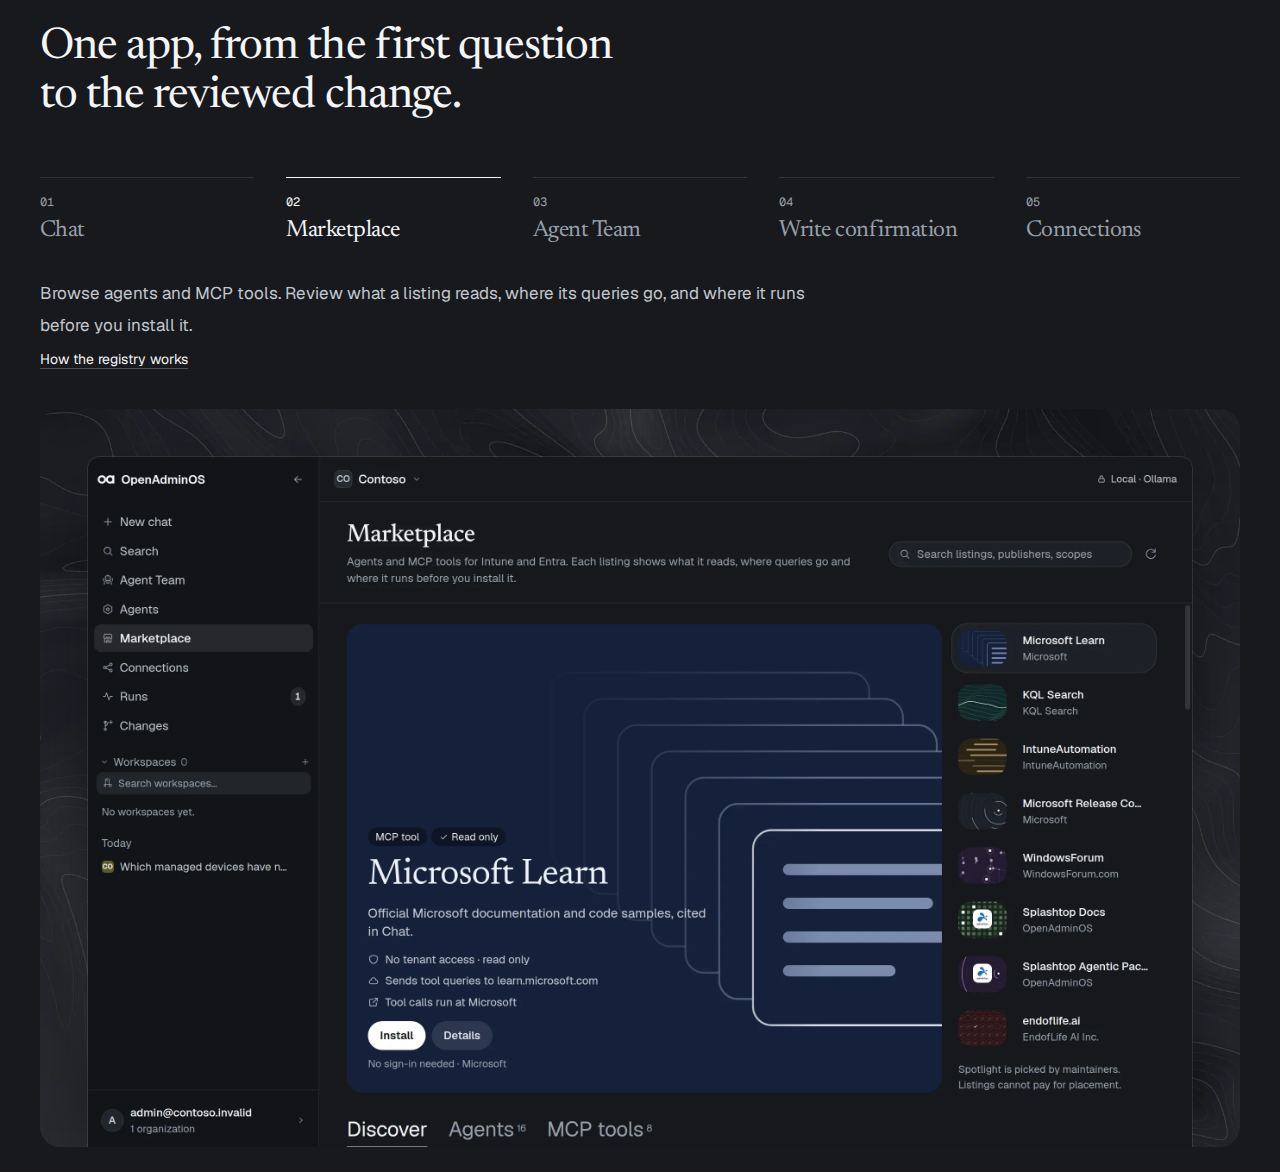 One app, from the first question
to the reviewed change.
01
Chat
02
Marketplace
03
Agent Team
04
Write confirmation
05
Connections
Browse agents and MCP tools. Review what a listing reads, where its queries go, and where it runs
before you install it.
How the registry works
OpenAdminOS
New chat
Search
Agent Team
Agents
Marketplace
Connections
Runs 1
Changes
Workspaces 0
Search workspaces...
No workspaces yet.
Today
CO Which managed devices have n...
A
admin@contoso.invalid
1 organization
CO Contoso
Local · Ollama
Marketplace
Agents and MCP tools for Intune and Entra. Each listing shows what it reads, where queries go and
where it runs before you install it.
Search listings, publishers, scopes
MCP tool
Read only
Microsoft Learn
Official Microsoft documentation and code samples, cited
in Chat.
No tenant access · read only
Sends tool queries to learn.microsoft.com
Tool calls run at Microsoft
Install
Details
No sign-in needed · Microsoft
Microsoft Learn
Microsoft
KQL Search
KQL Search
IntuneAutomation
IntuneAutomation
Microsoft Release Co...
Microsoft
WindowsForum
WindowsForum.com
Splashtop Docs
OpenAdminOS
Splashtop Agentic Pac...
OpenAdminOS
endoflife.ai
EndofLife AI Inc.
Spotlight is picked by maintainers.
Listings cannot pay for placement.
Discover
Agents 16
MCP tools 8